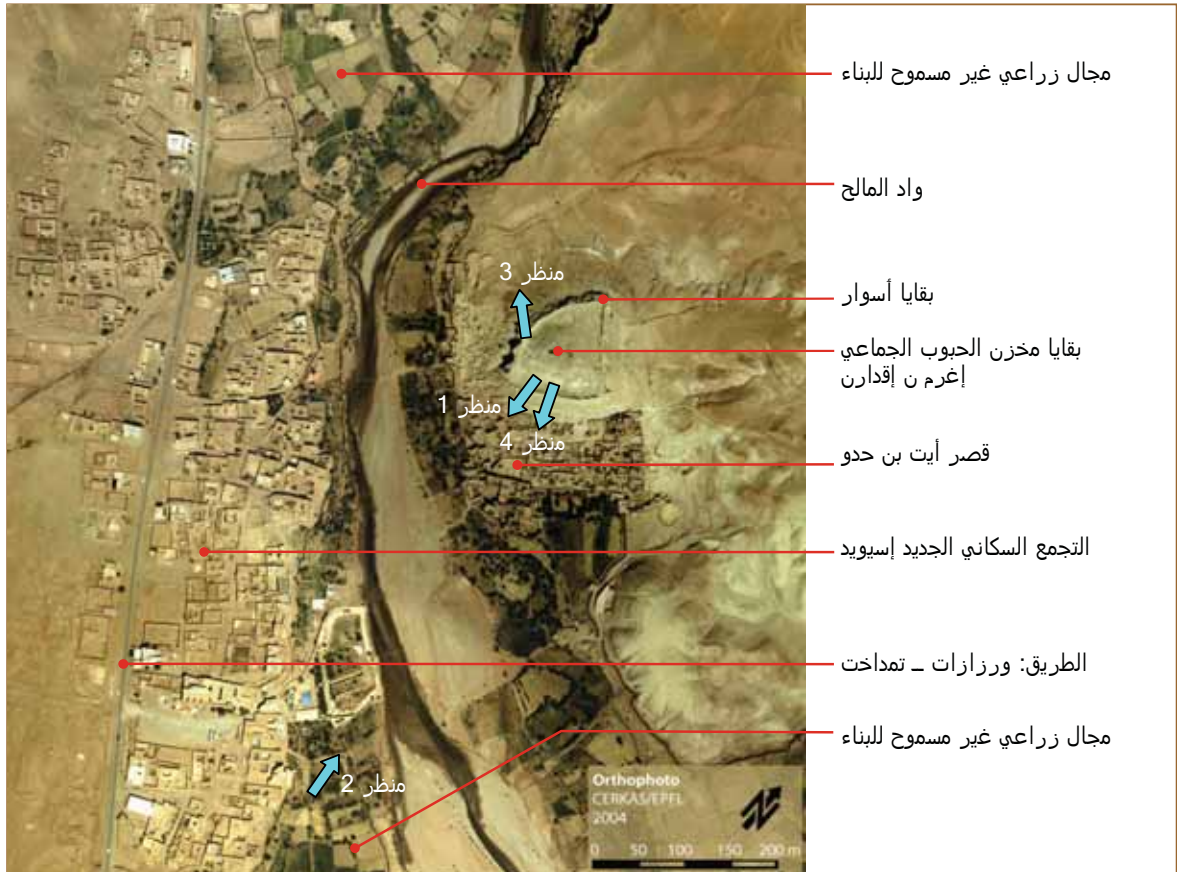 مجال زراعي غير مسموح للبناء
واد المالح
منظر 3
بقايا أسوار
بقايا مخزن الحبوب الجماعي
إغرم ن إقدارن
منظر 1
منظر 4
قصر أيت بن حدو
التجمع السكاني الجديد إسيويد
الطريق: ورزازات ــ تمداخت
مجال زراعي غير مسموح للبناء
منظر 2
Orthophoto
CERKAS/EPFL
2004
0 50 100 150 200 m